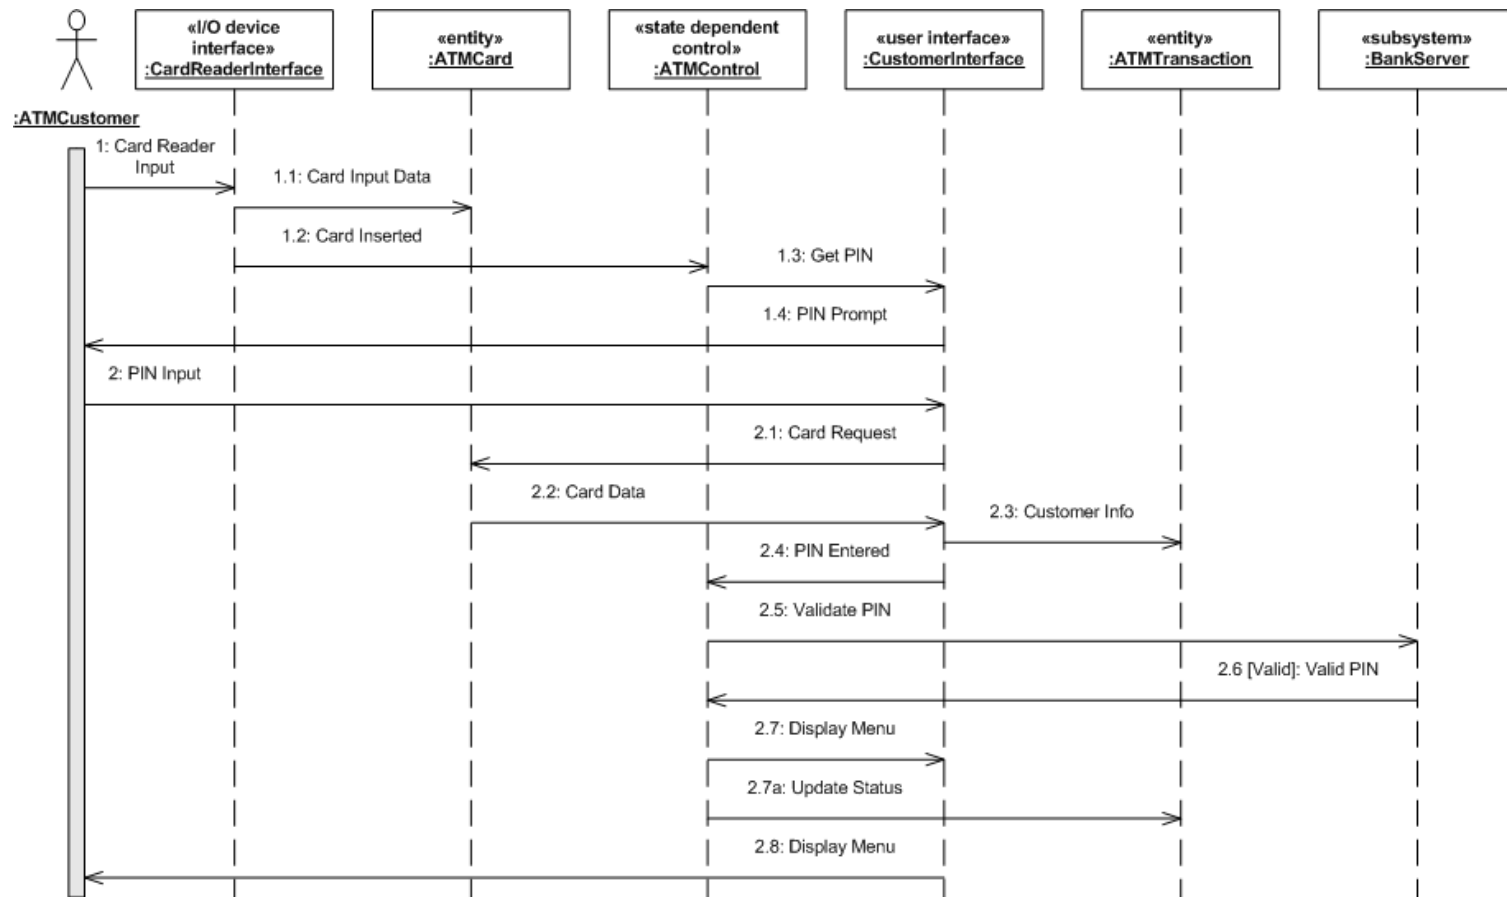 «I/O device
interface»
:CardReaderInterface
«entity»
:ATMCard
«state dependent
control»
:ATMControl
«user interface»
:CustomerInterface
«entity»
:ATMTransaction
«subsystem»
:BankServer
:ATMCustomer
1: Card Reader
Input
1.1: Card Input Data
1.2: Card Inserted
1.3: Get PIN
1.4: PIN Prompt
2: PIN Input
2.1: Card Request
2.2: Card Data
2.3: Customer Info
2.4: PIN Entered
2.5: Validate PIN
2.6 [Valid]: Valid PIN
2.7: Display Menu
2.7a: Update Status
2.8: Display Menu